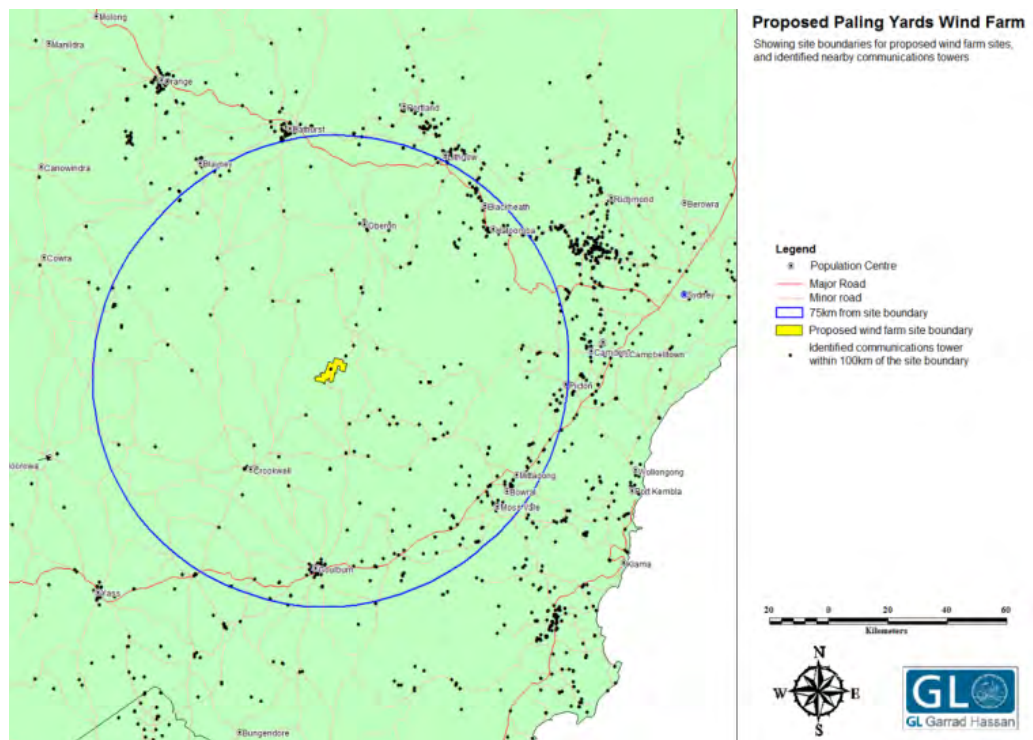 Proposed Paling Yards Wind Farm
Showing site boundaries for proposed wind farm sites,
and identified nearby communications towers
Molong
Manildra
Orange
Portland
Bathurst
Lithgow
Blayney
Canowindra
Blackheath
Richmond
Berowra
Oberon
Katoomba
Cowra
Sydney
Camden
Campbelltown
Picton
Crookwell
Mittagong
Bowral
Moss Vale
Wollongong
Port Kembla
Kiama
Goulburn
Yass
Bungendore
Legend
Population Centre
Major Road
Minor road
75km from site boundary
Proposed wind farm site boundary
Identified communications tower
within 100km of the site boundary
20 0 20 40 60
Kilometers
N
W E
S
GL
GL Garrad Hassan